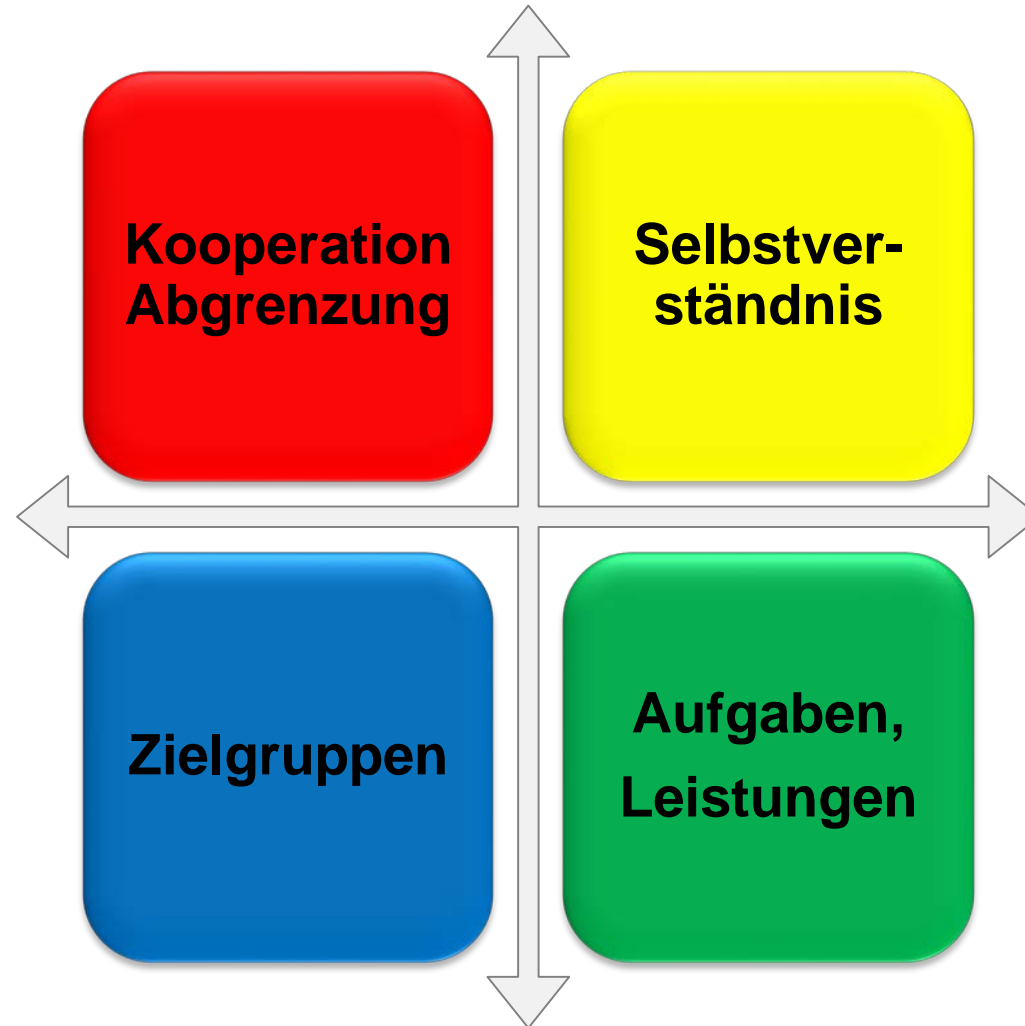 Kooperation
Abgrenzung
Selbstver-
ständnis
Zielgruppen
Aufgaben,
Leistungen